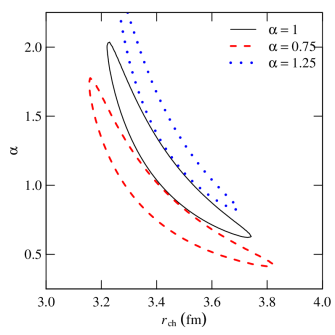 α = 1
α = 0.75
α = 1.25
2.0
1.5
1.0
0.5
α
3.0 3.2 3.4 3.6 3.8 4.0
r_ch (fm)